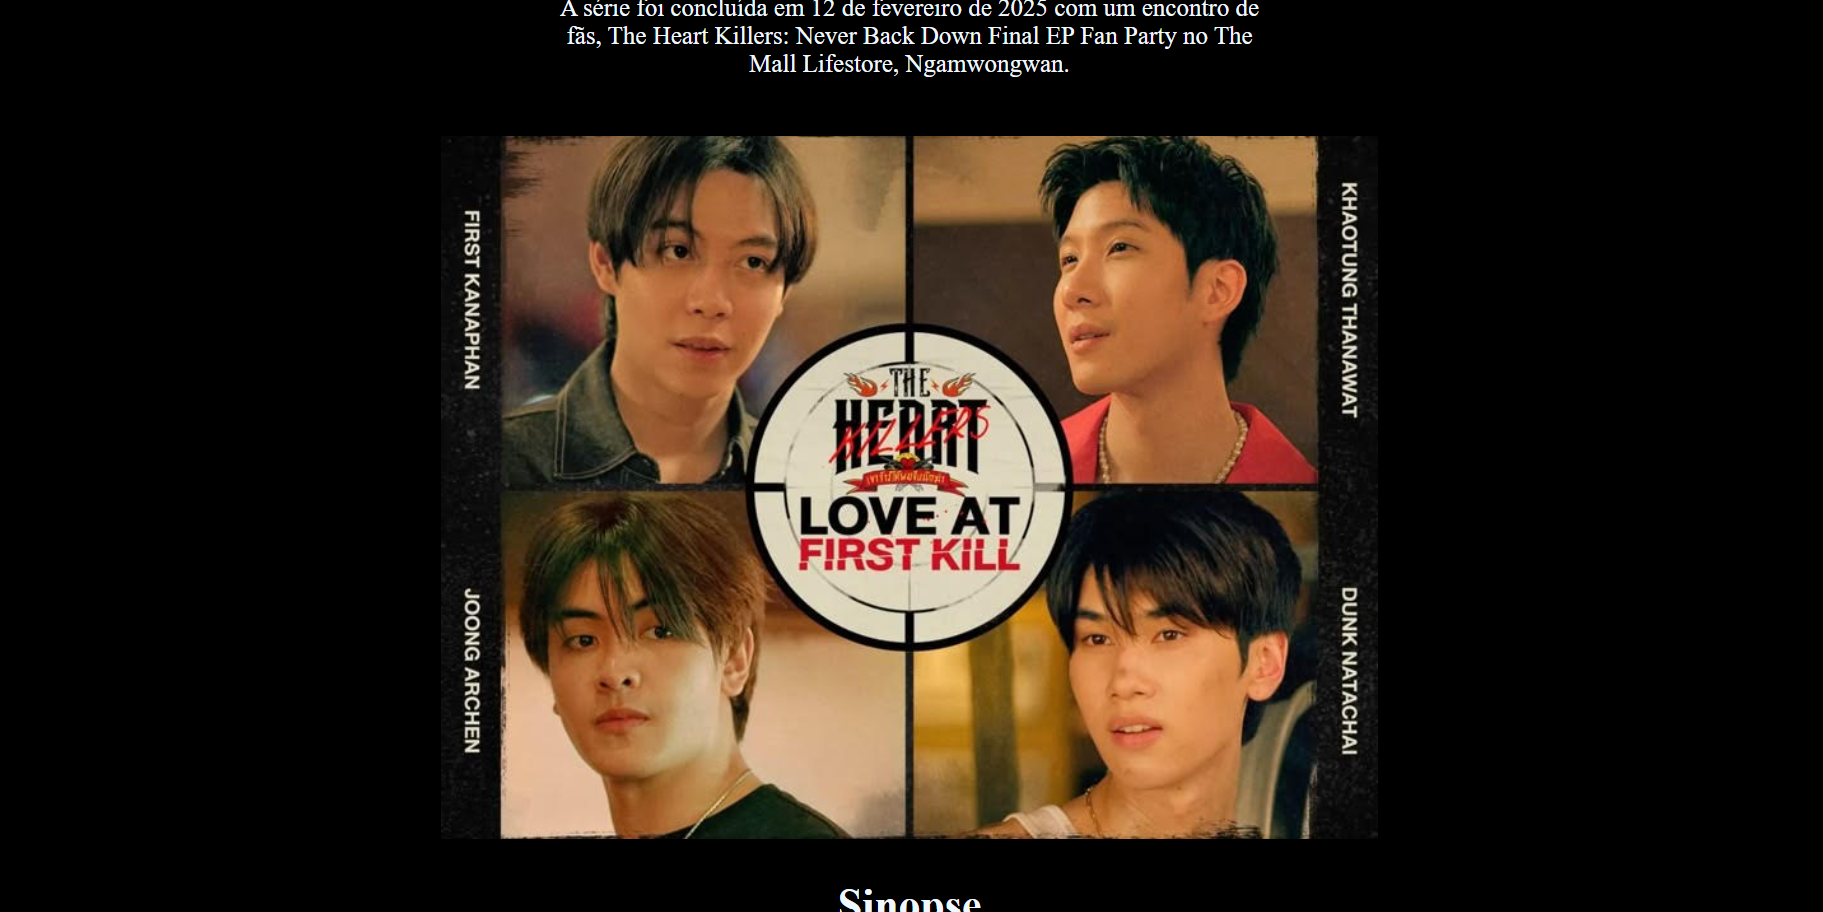 A série foi concluída em 12 de fevereiro de 2025 com um encontro de
fãs, The Heart Killers: Never Back Down Final EP Fan Party no The
Mall Lifestore, Ngamwongwan.
FIRST KANAPHAN
KHAOTUNG THANAWAT
THE
HEART
KILLERS
LOVE AT
FIRST KILL
JOONG ARCHEN
DUNK NATACHAI
Sinopse